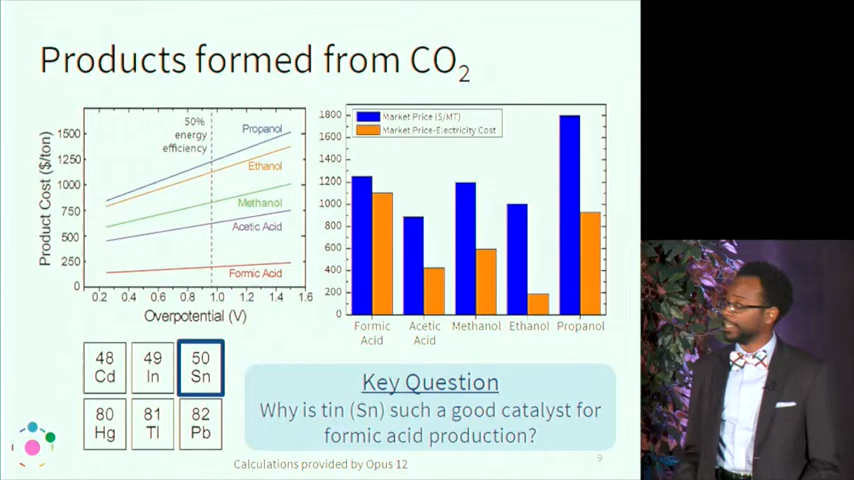 Products formed from CO2
50%
energy
efficiency
Propanol
Ethanol
Methanol
Acetic Acid
Formic Acid
Product Cost ($/ton)
1500
1250
1000
750
500
250
0
0.2 0.4 0.6 0.8 1.0 1.2 1.4 1.6
Overpotential (V)
Market Price ($/MT)
Market Price-Electricity Cost
1800
1600
1400
1200
1000
800
600
400
200
0
Formic Acid
Acetic Acid
Methanol
Ethanol
Propanol
48 Cd
49 In
50 Sn
80 Hg
81 Tl
82 Pb
Key Question
Why is tin (Sn) such a good catalyst for
formic acid production?
Calculations provided by Opus 12
9